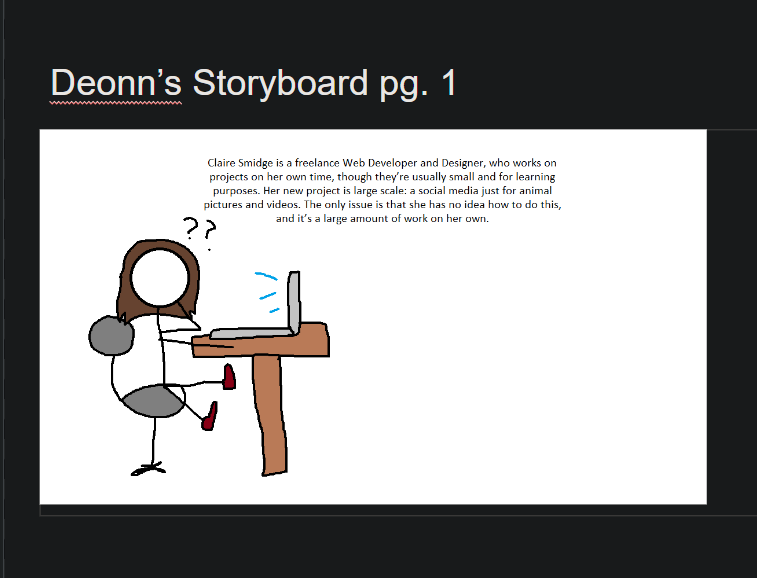 Deonn’s Storyboard pg. 1
Claire Smidge is a freelance Web Developer and Designer, who works on
projects on her own time, though they’re usually small and for learning
purposes. Her new project is large scale: a social media just for animal
pictures and videos. The only issue is that she has no idea how to do this,
and it’s a large amount of work on her own.
??